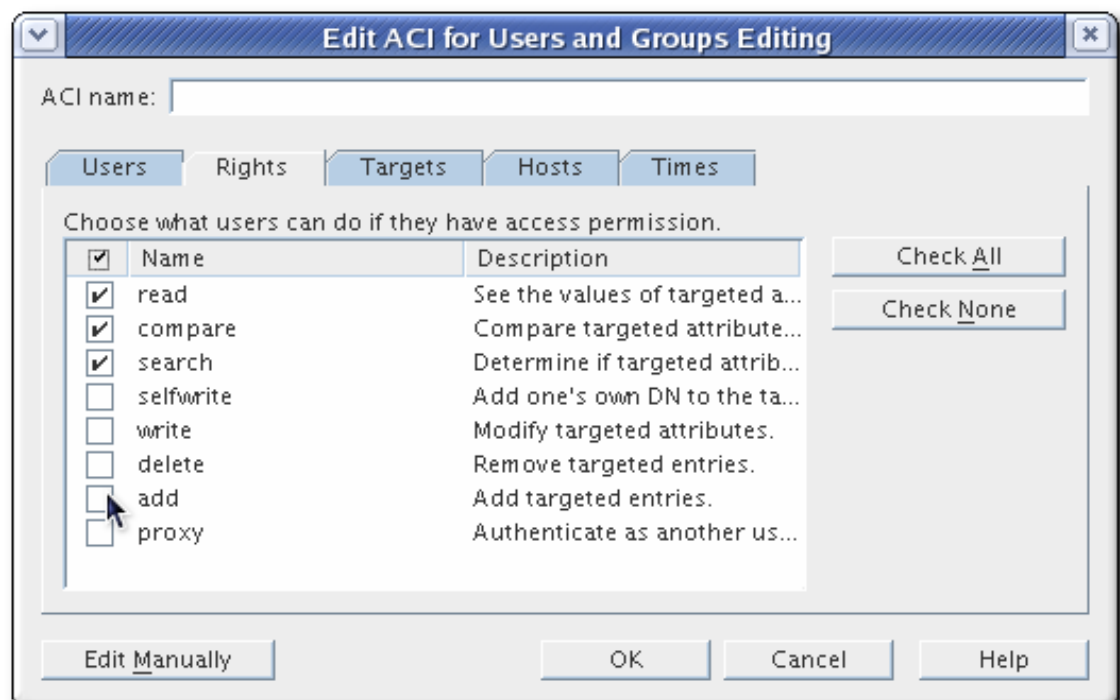 Edit ACI for Users and Groups Editing
ACI name:
Users Rights Targets Hosts Times
Choose what users can do if they have access permission.
Name Description
Check All
read See the values of targeted a...
Check None
compare Compare targeted attribute...
search Determine if targeted attrib...
selfwrite Add one's own DN to the ta...
write Modify targeted attributes.
delete Remove targeted entries.
add Add targeted entries.
proxy Authenticate as another us...
Edit Manually OK Cancel Help